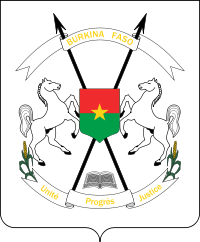 BURKINA FASO
Unité Progrès Justice